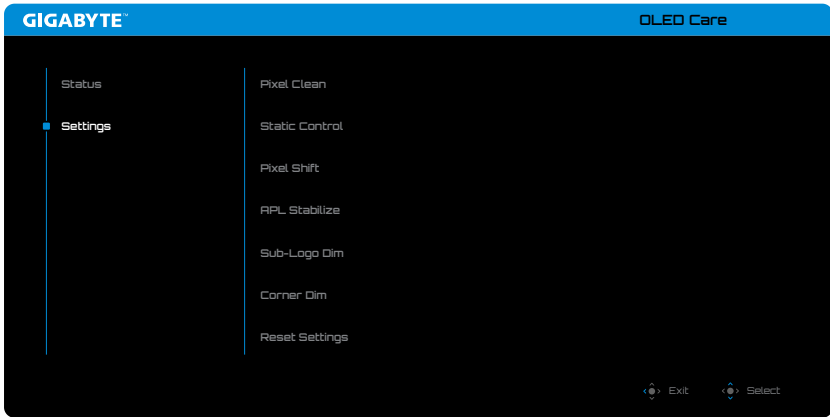 GIGABYTE™
OLED Care
Status
Settings
Pixel Clean
Static Control
Pixel Shift
APL Stabilize
Sub-Logo Dim
Corner Dim
Reset Settings
Exit
Select